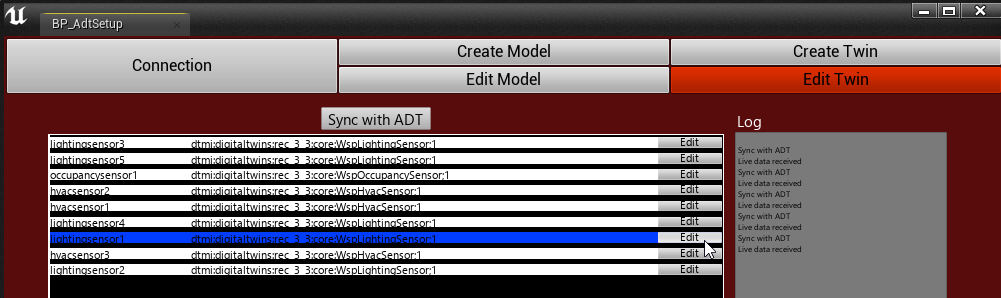 BP_AdtSetup
Connection
Create Model
Create Twin
Edit Model
Edit Twin
Sync with ADT
Log
lightingsensor3 dtmi:digitaltwins:rec_3_3:core:WspLightingSensor;1 Edit
lightingsensor5 dtmi:digitaltwins:rec_3_3:core:WspLightingSensor;1 Edit
occupancysensor1 dtmi:digitaltwins:rec_3_3:core:WspOccupancySensor;1 Edit
hvacsensor2 dtmi:digitaltwins:rec_3_3:core:WspHvacSensor;1 Edit
hvacsensor1 dtmi:digitaltwins:rec_3_3:core:WspHvacSensor;1 Edit
lightingsensor4 dtmi:digitaltwins:rec_3_3:core:WspLightingSensor;1 Edit
lightingsensor1 dtmi:digitaltwins:rec_3_3:core:WspLightingSensor;1 Edit
hvacsensor3 dtmi:digitaltwins:rec_3_3:core:WspHvacSensor;1 Edit
lightingsensor2 dtmi:digitaltwins:rec_3_3:core:WspLightingSensor;1 Edit
Sync with ADT
Live data received
Sync with ADT
Live data received
Sync with ADT
Live data received
Sync with ADT
Live data received
Sync with ADT
Live data received